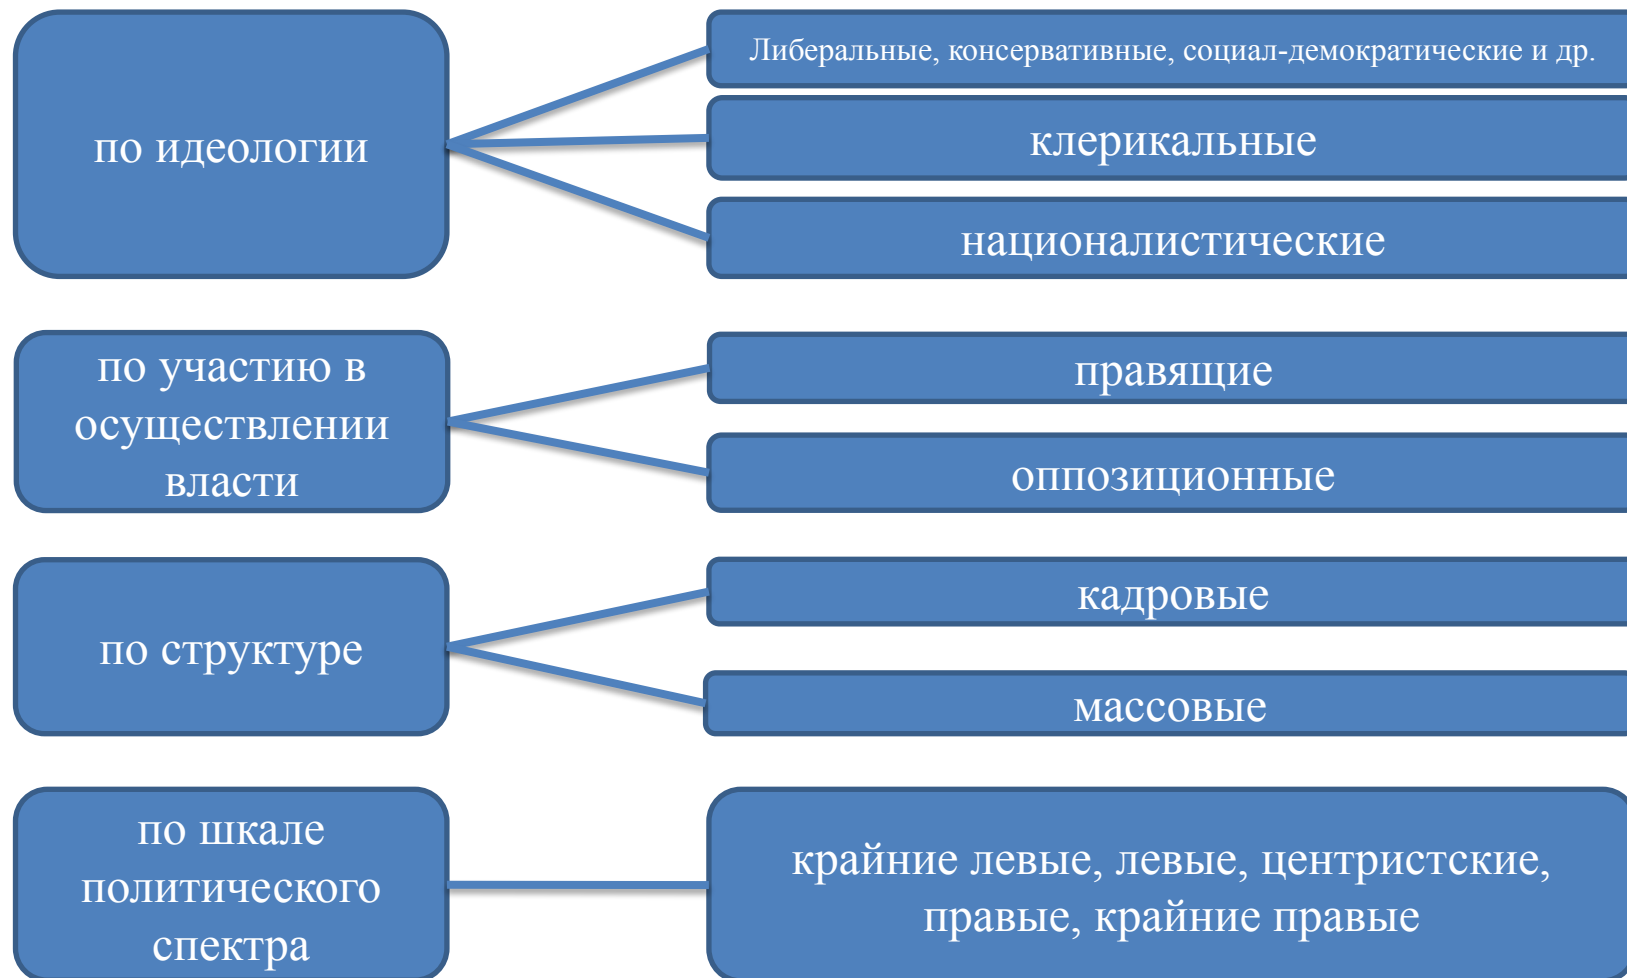 по идеологии
Либеральные, консервативные, социал-демократические и др.
клерикальные
националистические
по участию в
осуществлении
власти
правящие
оппозиционные
по структуре
кадровые
массовые
по шкале
политического
спектра
крайние левые, левые, центристские,
правые, крайние правые